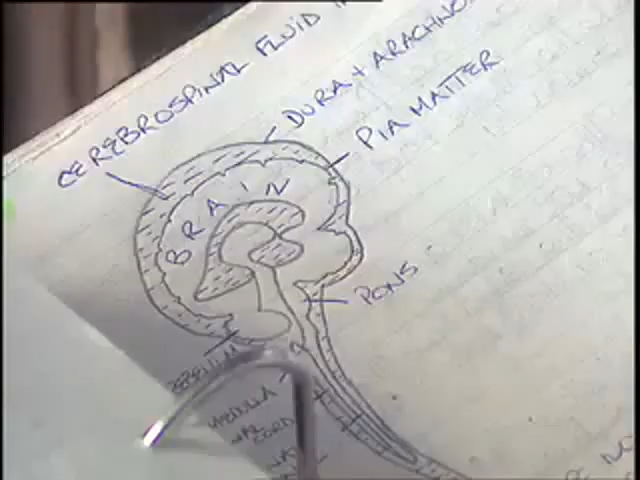 CEREBROSPINAL FLUID
DURA + ARACHNO
PIA MATTER
BRAIN
PONS
MEDULLA
CORD